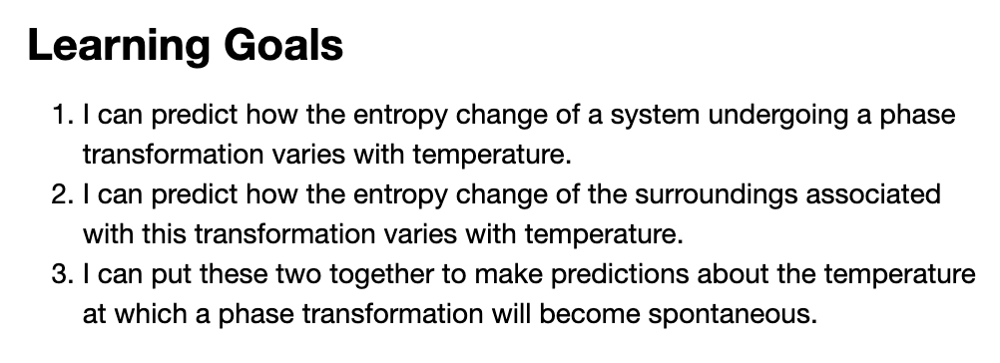 Learning Goals
1. I can predict how the entropy change of a system undergoing a phase
transformation varies with temperature.
2. I can predict how the entropy change of the surroundings associated
with this transformation varies with temperature.
3. I can put these two together to make predictions about the temperature
at which a phase transformation will become spontaneous.